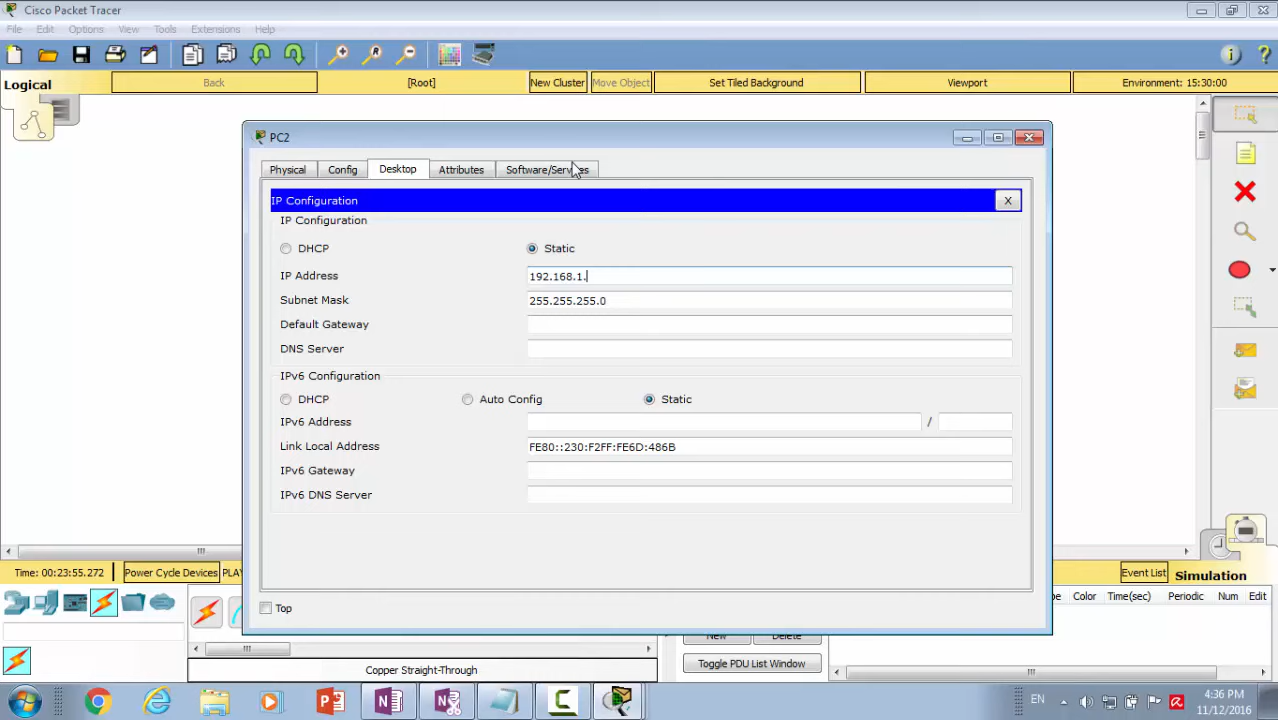 Cisco Packet Tracer
File Edit Options View Tools Extensions Help
Logical Back [Root] New Cluster Move Object Set Tiled Background Viewport Environment: 15:30:00
PC2
Physical Config Desktop Attributes Software/Services
IP Configuration X
IP Configuration
DHCP Static
IP Address 192.168.1.
Subnet Mask 255.255.255.0
Default Gateway
DNS Server
IPv6 Configuration
DHCP Auto Config Static
IPv6 Address /
Link Local Address FE80::230:F2FF:FE6D:486B
IPv6 Gateway
IPv6 DNS Server
Time: 00:23:55.272 Power Cycle Devices Event List Simulation
Color Time(sec) Periodic Num Edit
Top
New Delete
Toggle PDU List Window
Copper Straight-Through
EN 4:36 PM
11/12/2016